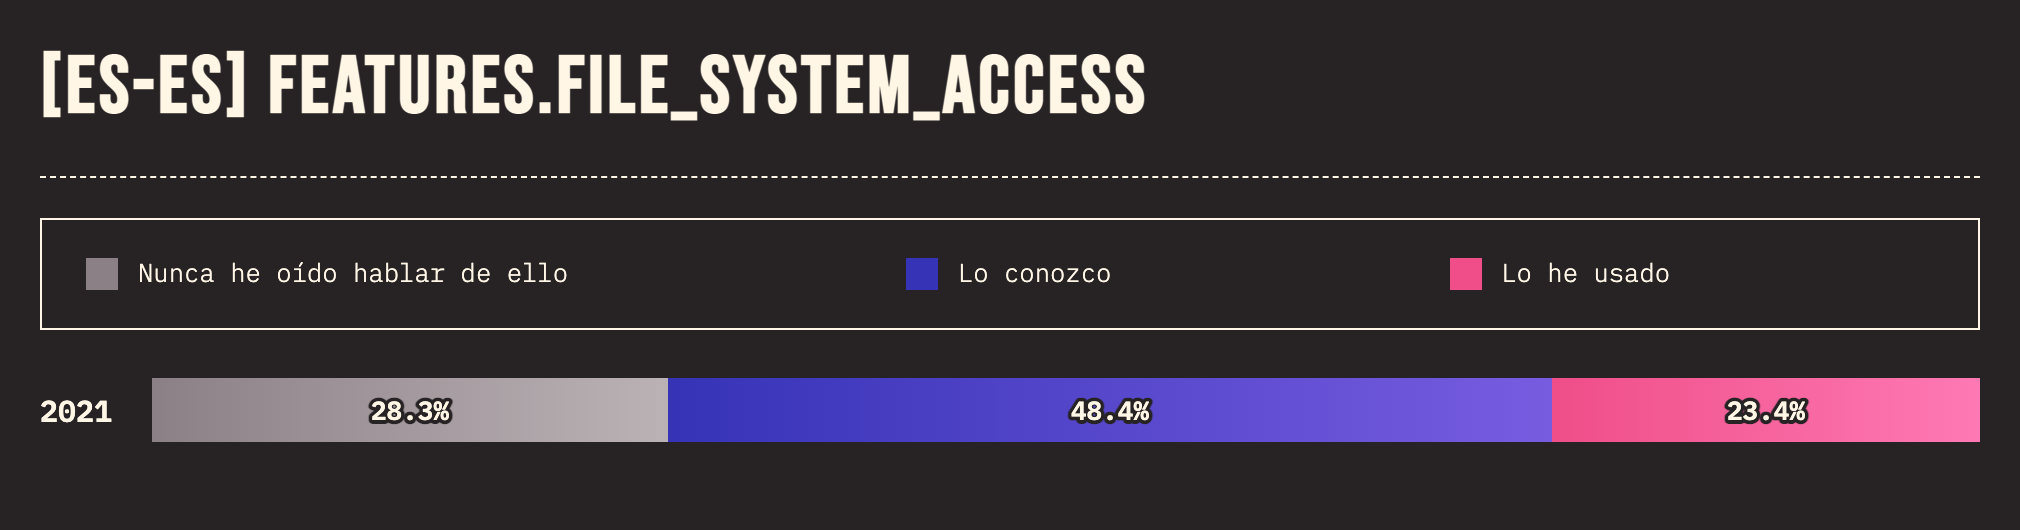 [ES-ES] FEATURES.FILE_SYSTEM_ACCESS
Nunca he oído hablar de ello
Lo conozco
Lo he usado
2021
28.3%
48.4%
23.4%